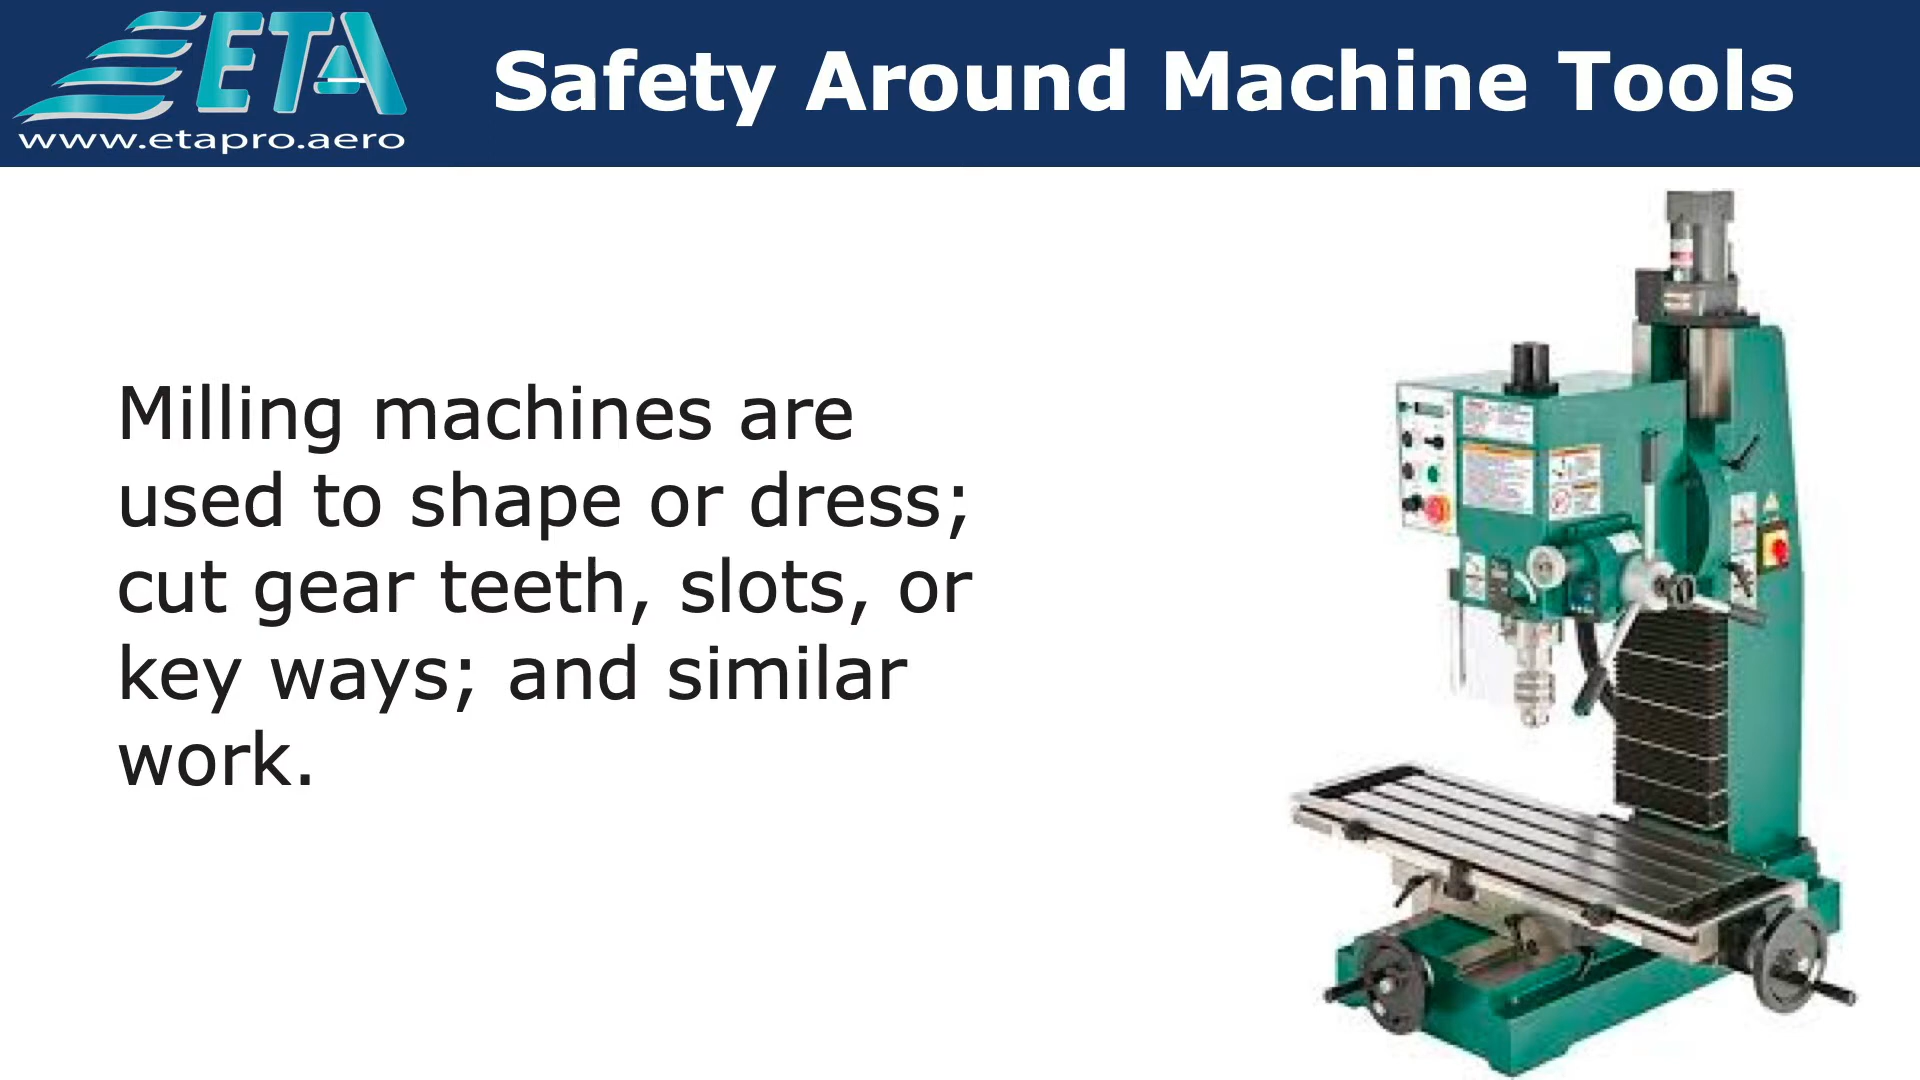 ETA
www.etapro.aero
Safety Around Machine Tools
Milling machines are
used to shape or dress;
cut gear teeth, slots, or
key ways; and similar
work.